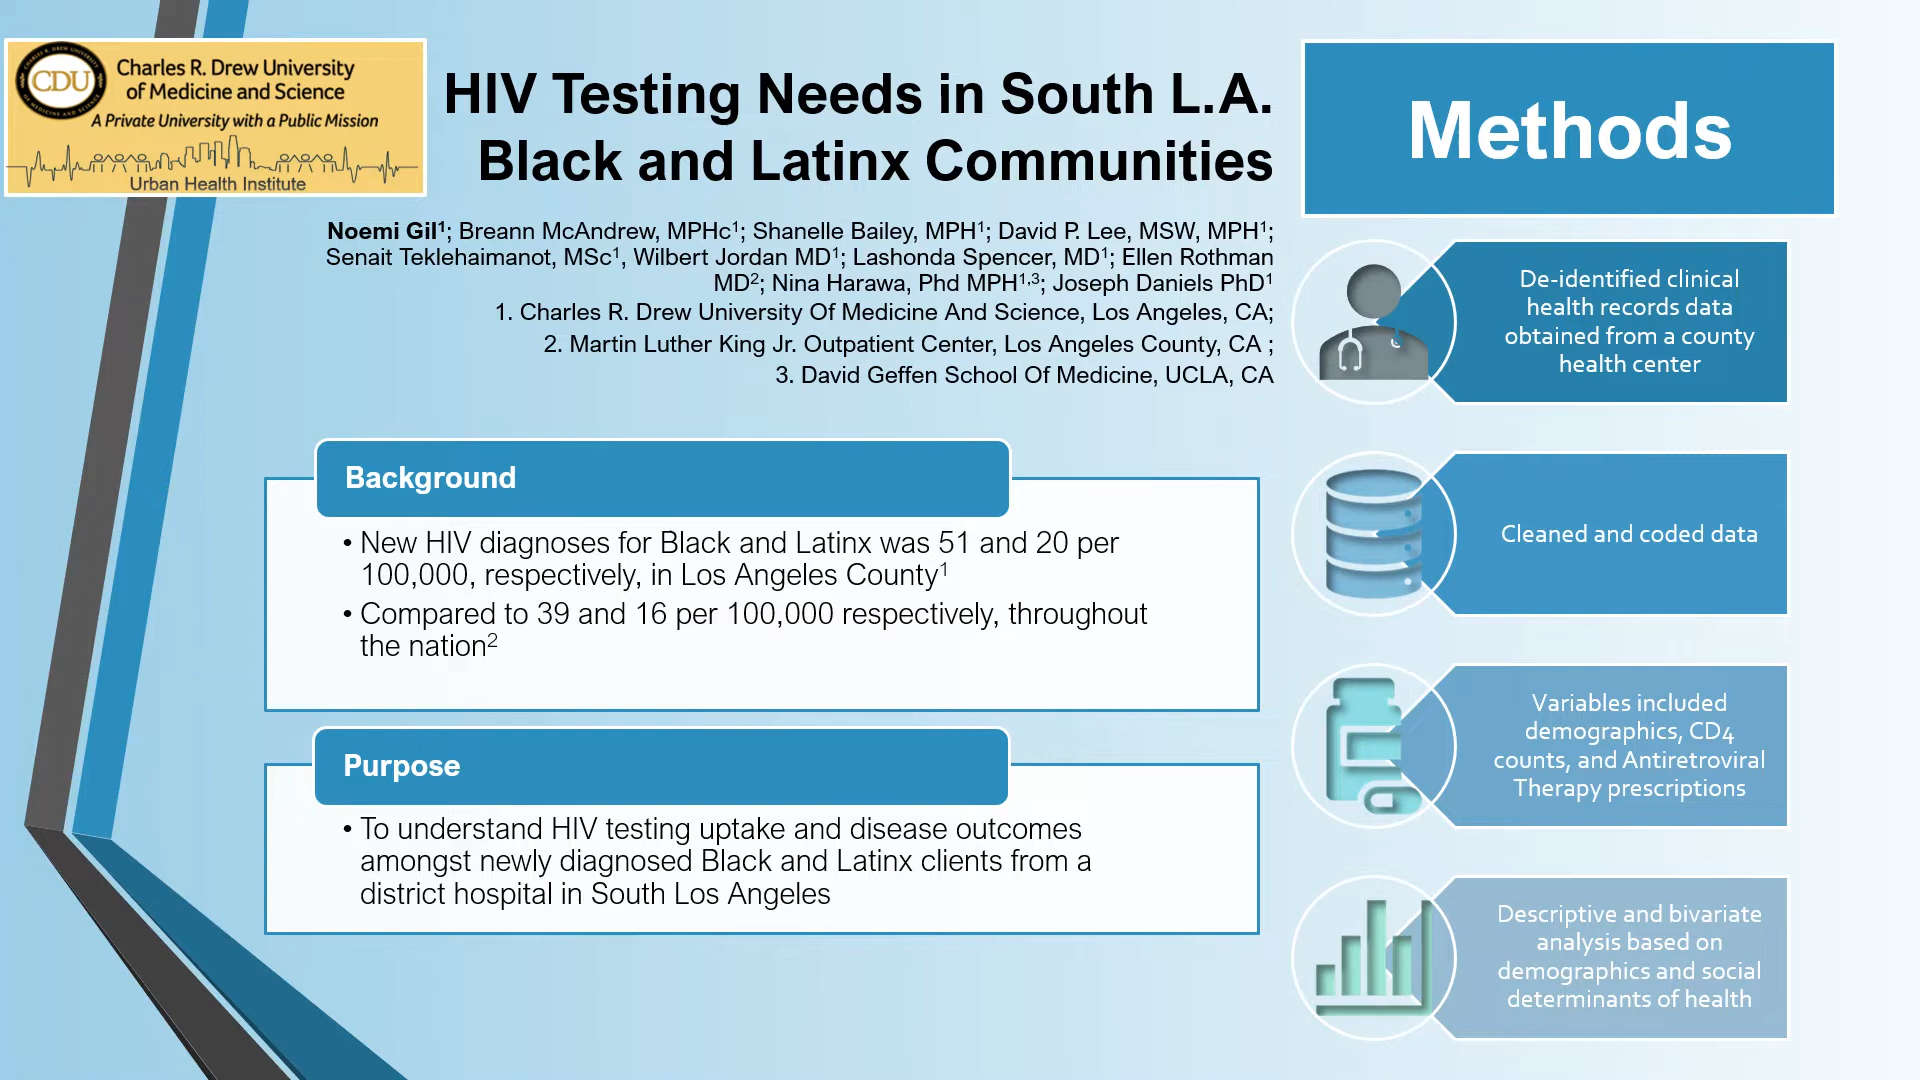 CDU
Charles R. Drew University
of Medicine and Science
A Private University with a Public Mission
Urban Health Institute
HIV Testing Needs in South L.A.
Black and Latinx Communities
Noemi Gil¹; Breann McAndrew, MPHc¹; Shanelle Bailey, MPH¹; David P. Lee, MSW, MPH¹;
Senait Teklehaimanot, MSc¹, Wilbert Jordan MD¹; Lashonda Spencer, MD¹; Ellen Rothman
MD²; Nina Harawa, Phd MPH¹,³; Joseph Daniels PhD¹
1. Charles R. Drew University Of Medicine And Science, Los Angeles, CA;
2. Martin Luther King Jr. Outpatient Center, Los Angeles County, CA ;
3. David Geffen School Of Medicine, UCLA, CA
Background
• New HIV diagnoses for Black and Latinx was 51 and 20 per
100,000, respectively, in Los Angeles County¹
• Compared to 39 and 16 per 100,000 respectively, throughout
the nation²
Purpose
• To understand HIV testing uptake and disease outcomes
amongst newly diagnosed Black and Latinx clients from a
district hospital in South Los Angeles
Methods
De-identified clinical
health records data
obtained from a county
health center
Cleaned and coded data
Variables included
demographics, CD4
counts, and Antiretroviral
Therapy prescriptions
Descriptive and bivariate
analysis based on
demographics and social
determinants of health